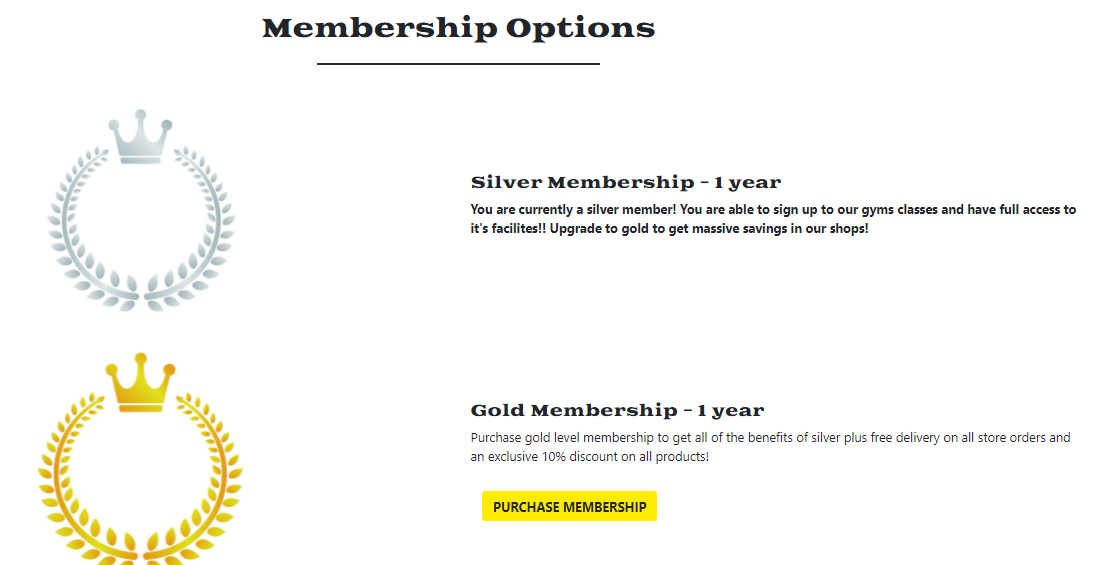 Membership Options
Silver Membership - 1 year
You are currently a silver member! You are able to sign up to our gyms classes and have full access to
it's facilites!! Upgrade to gold to get massive savings in our shops!
Gold Membership - 1 year
Purchase gold level membership to get all of the benefits of silver plus free delivery on all store orders and
an exclusive 10% discount on all products!
PURCHASE MEMBERSHIP